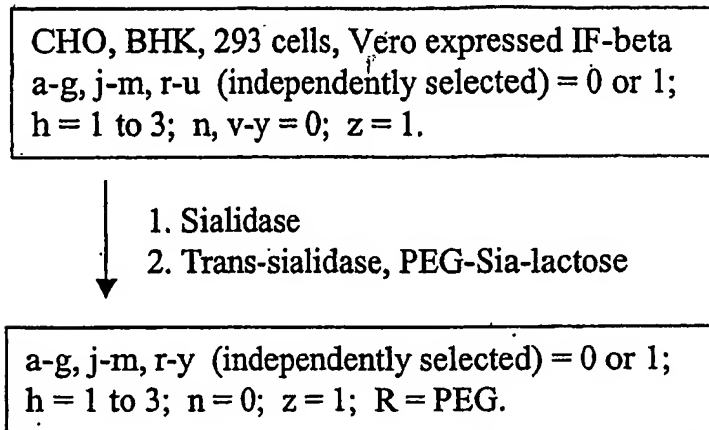 CHO, BHK, 293 cells, Vero expressed IF-beta
a-g, j-m, r-u (independently selected) = 0 or 1;
h = 1 to 3; n, v-y = 0; z = 1.
1. Sialidase
2. Trans-sialidase, PEG-Sia-lactose
a-g, j-m, r-y (independently selected) = 0 or 1;
h = 1 to 3; n = 0; z = 1; R = PEG.